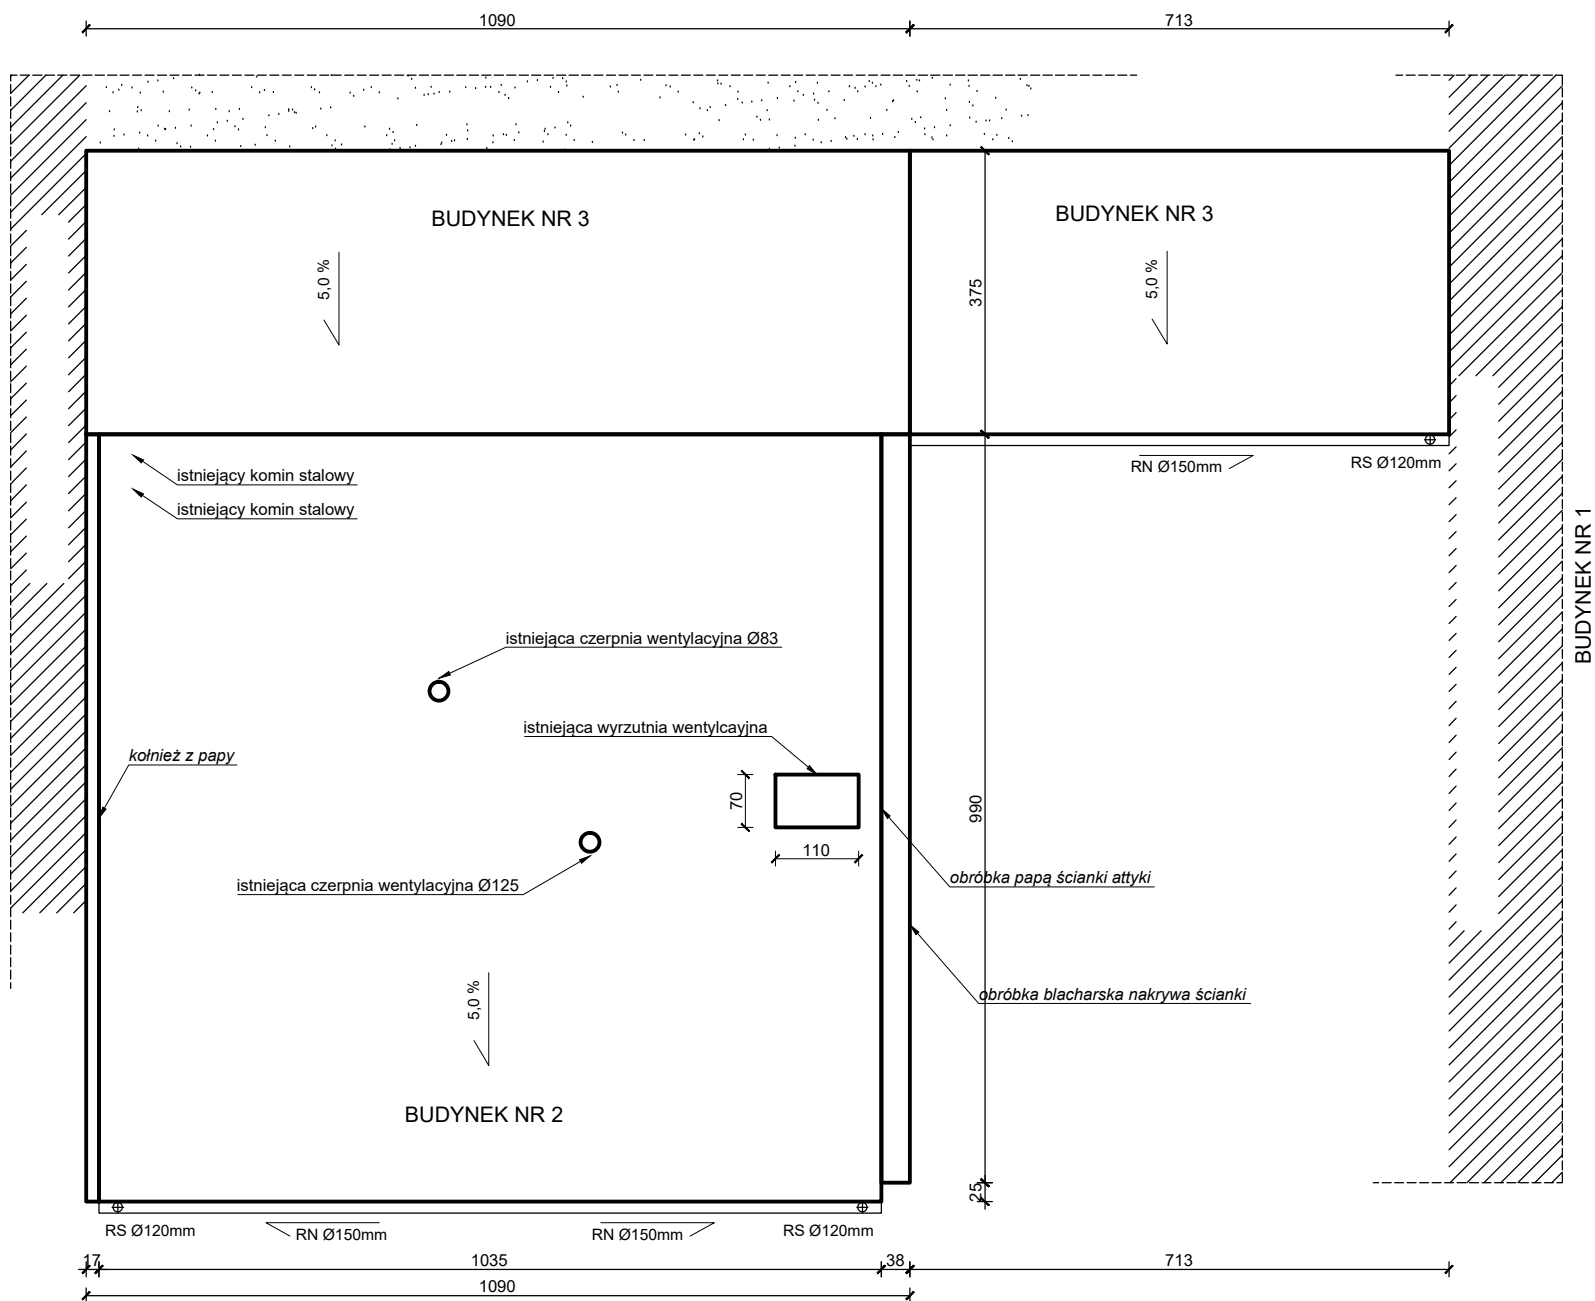 1090
713
BUDYNEK NR 3
BUDYNEK NR 3
5,0 %
5,0 %
375
istniejący komin stalowy
istniejący komin stalowy
RN Ø150mm
RS Ø120mm
BUDYNEK NR 1
istniejąca czerpnia wentylacyjna Ø83
istniejąca wyrzutnia wentylcayjna
kołnież z papy
70
110
990
istniejąca czerpnia wentylacyjna Ø125
obróbka papą ścianki attyki
obróbka blacharska nakrywa ścianki
5,0 %
BUDYNEK NR 2
25
RS Ø120mm
RN Ø150mm
RN Ø150mm
RS Ø120mm
17
1035
38
713
1090